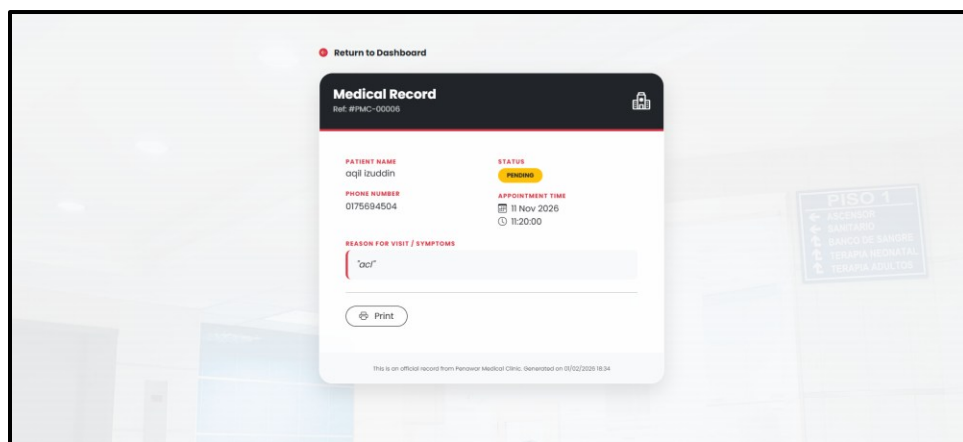 Return to Dashboard
Medical Record
Ref: #PMC-00006
PATIENT NAME
aqil izuddin
STATUS
PENDING
PHONE NUMBER
0175694504
APPOINTMENT TIME
11 Nov 2026
11:20:00
REASON FOR VISIT / SYMPTOMS
"acl"
Print
This is an official record from Penawar Medical Clinic. Generated on 01/02/2026 18:34
PISO 1
ASCENSOR
SANITARIO
BANCO DE SANGRE
TERAPIA NEONATAL
TERAPIA ADULTOS